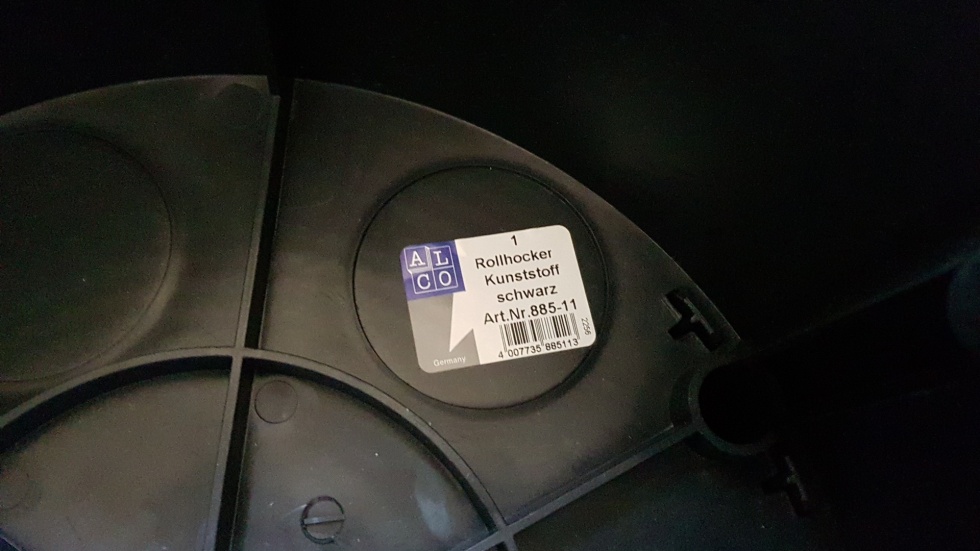 AL
CO
1
Rollhocker
Kunststoff
schwarz
Art.Nr.885-11
4 007735 885113
2256
Germany